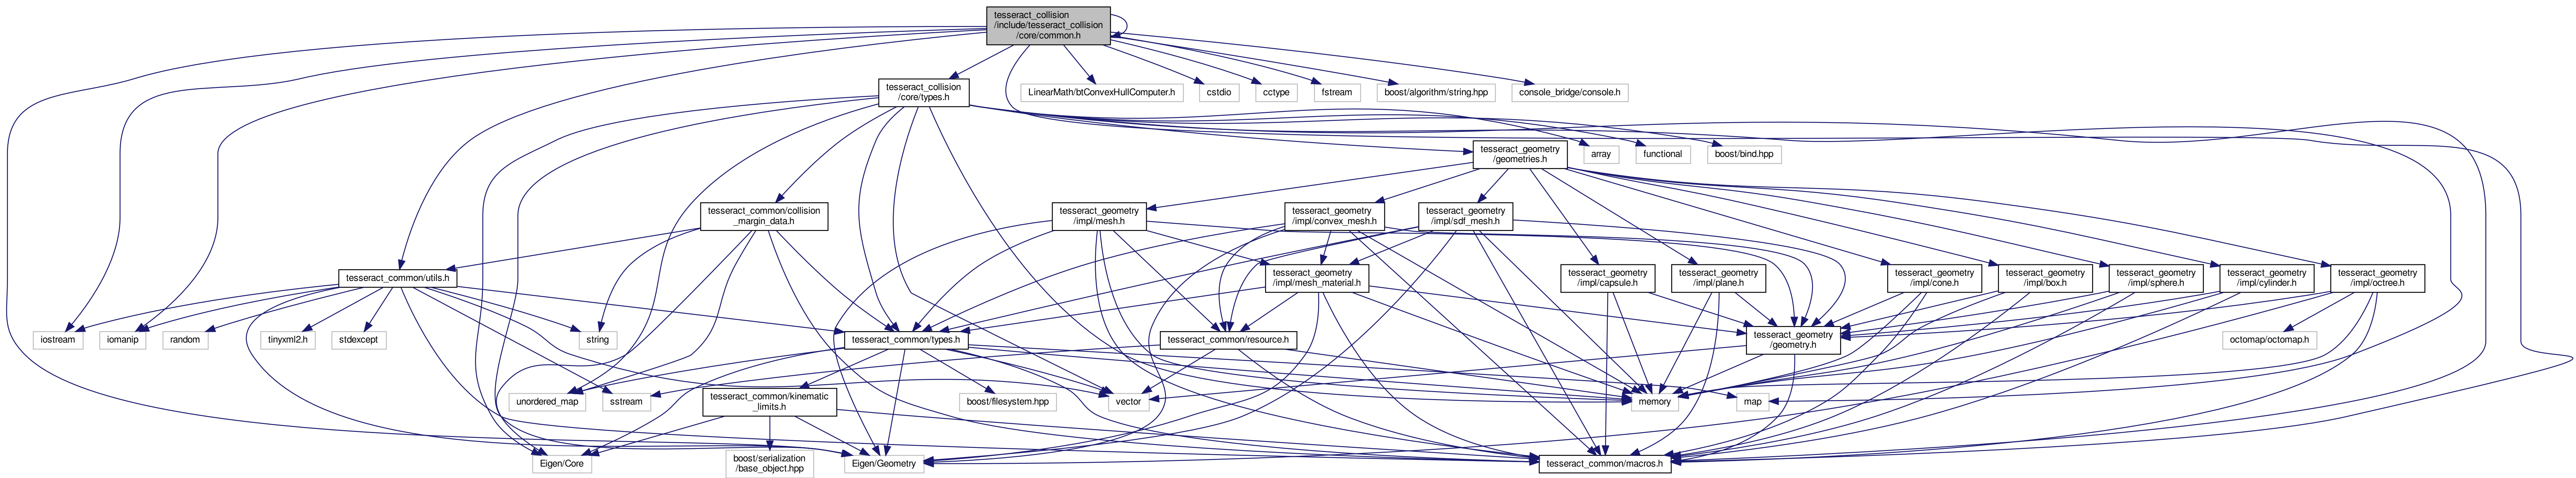 tesseract_collision
/include/tesseract_collision
/core/common.h
tesseract_collision
/core/types.h
LinearMath/btConvexHullComputer.h
cstdio
cctype
fstream
boost/algorithm/string.hpp
console_bridge/console.h
tesseract_geometry
/geometries.h
array
functional
boost/bind.hpp
tesseract_common/collision
_margin_data.h
tesseract_geometry
/impl/mesh.h
tesseract_geometry
/impl/convex_mesh.h
tesseract_geometry
/impl/sdf_mesh.h
tesseract_common/utils.h
tesseract_geometry
/impl/mesh_material.h
tesseract_geometry
/impl/capsule.h
tesseract_geometry
/impl/plane.h
tesseract_geometry
/impl/cone.h
tesseract_geometry
/impl/box.h
tesseract_geometry
/impl/sphere.h
tesseract_geometry
/impl/cylinder.h
tesseract_geometry
/impl/octree.h
iostream
iomanip
random
tinyxml2.h
stdexcept
string
tesseract_common/types.h
tesseract_common/resource.h
tesseract_geometry
/geometry.h
octomap/octomap.h
unordered_map
sstream
tesseract_common/kinematic
_limits.h
boost/filesystem.hpp
vector
memory
map
Eigen/Core
boost/serialization
/base_object.hpp
Eigen/Geometry
tesseract_common/macros.h